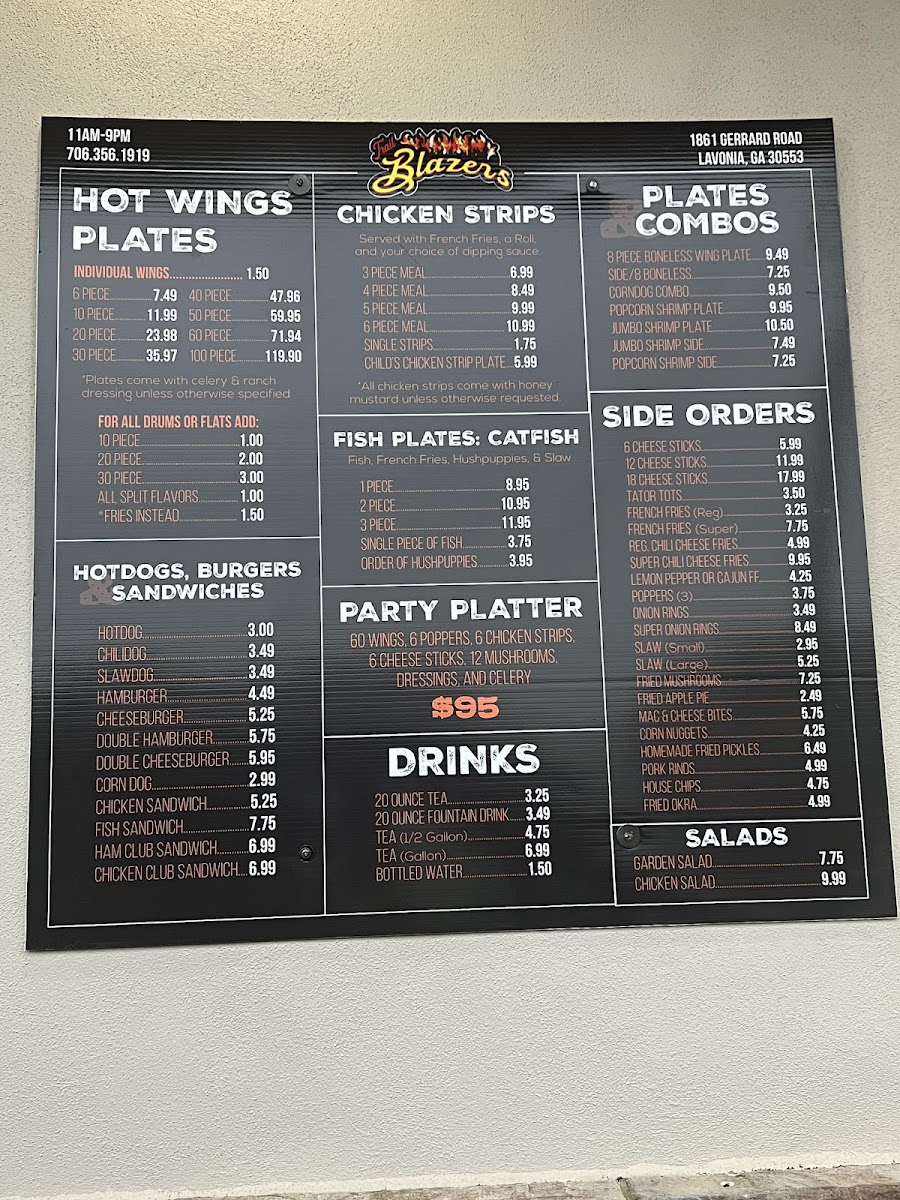 11AM-9PM
706.356.1919
Trail
Blazers
1861 GERRARD ROAD
LAVONIA, GA 30553
HOT WINGS
PLATES
INDIVIDUAL WINGS.................... 1.50
6 PIECE.......... 7.49 40 PIECE.......... 47.96
10 PIECE.......... 11.99 50 PIECE.......... 59.95
20 PIECE.......... 23.98 60 PIECE.......... 71.94
30 PIECE.......... 35.97 100 PIECE.......... 119.90
*Plates come with celery & ranch
dressing unless otherwise specified
FOR ALL DRUMS OR FLATS ADD:
10 PIECE.................... 1.00
20 PIECE.................... 2.00
30 PIECE.................... 3.00
ALL SPLIT FLAVORS.......... 1.00
*FRIES INSTEAD.................... 1.50
HOTDOGS, BURGERS
& SANDWICHES
HOTDOG.................... 3.00
CHILIDOG.................... 3.49
SLAWDOG.................... 3.49
HAMBURGER.................... 4.49
CHEESEBURGER.................... 5.25
DOUBLE HAMBURGER.......... 5.75
DOUBLE CHEESEBURGER..... 5.95
CORN DOG.................... 2.99
CHICKEN SANDWICH.......... 5.25
FISH SANDWICH.................... 7.75
HAM CLUB SANDWICH.......... 6.99
CHICKEN CLUB SANDWICH... 6.99
CHICKEN STRIPS
Served with French Fries, a Roll,
and your choice of dipping sauce.
3 PIECE MEAL.................... 6.99
4 PIECE MEAL.................... 8.49
5 PIECE MEAL.................... 9.99
6 PIECE MEAL.................... 10.99
SINGLE STRIPS.................... 1.75
CHILD'S CHICKEN STRIP PLATE... 5.99
*All chicken strips come with honey
mustard unless otherwise requested.
FISH PLATES: CATFISH
Fish, French Fries, Hushpuppies, & Slaw
1 PIECE.................... 8.95
2 PIECE.................... 10.95
3 PIECE.................... 11.95
SINGLE PIECE OF FISH.......... 3.75
ORDER OF HUSHPUPPIES.......... 3.95
PARTY PLATTER
60 WINGS, 6 POPPERS, 6 CHICKEN STRIPS,
6 CHEESE STICKS, 12 MUSHROOMS,
DRESSINGS, AND CELERY
$95
DRINKS
20 OUNCE TEA.................... 3.25
20 OUNCE FOUNTAIN DRINK..... 3.49
TEA (1/2 Gallon).................... 4.75
TEA (Gallon).................... 6.99
BOTTLED WATER.................... 1.50
PLATES
& COMBOS
8 PIECE BONELESS WING PLATE... 9.49
SIDE/8 BONELESS.................... 7.25
CORNDOG COMBO.................... 9.50
POPCORN SHRIMP PLATE.......... 9.95
JUMBO SHRIMP PLATE.......... 10.50
JUMBO SHRIMP SIDE.................... 7.49
POPCORN SHRIMP SIDE.......... 7.25
SIDE ORDERS
6 CHEESE STICKS.................... 5.99
12 CHEESE STICKS.................... 11.99
18 CHEESE STICKS.................... 17.99
TATOR TOTS.................... 3.50
FRENCH FRIES (Reg).................... 3.25
FRENCH FRIES (Super).................... 7.75
REG. CHILI CHEESE FRIES.......... 4.99
SUPER CHILI CHEESE FRIES.......... 9.95
LEMON PEPPER OR CAJUN FF.......... 4.25
POPPERS (3).................... 3.75
ONION RINGS.................... 3.49
SUPER ONION RINGS.................... 8.49
SLAW (Small).................... 2.95
SLAW (Large).................... 5.25
FRIED MUSHROOMS.................... 7.25
FRIED APPLE PIE.................... 2.49
MAC & CHEESE BITES.................... 5.75
CORN NUGGETS.................... 4.25
HOMEMADE FRIED PICKLES.......... 6.49
PORK RINDS.................... 4.99
HOUSE CHIPS.................... 4.75
FRIED OKRA.................... 4.99
SALADS
GARDEN SALAD.................... 7.75
CHICKEN SALAD.................... 9.99